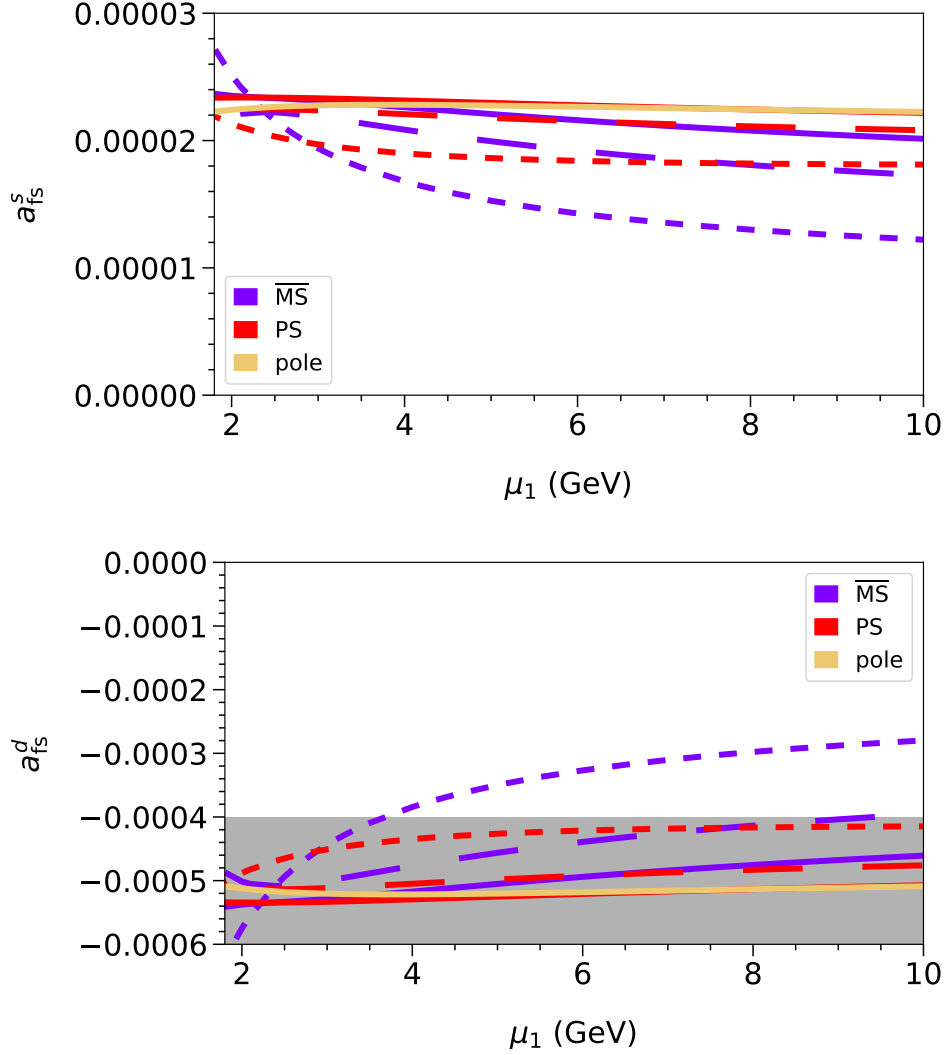 0.00003
0.00002
0.00001
0.00000
a_fs^s
MS
PS
pole
2 4 6 8 10
μ₁ (GeV)
0.0000
−0.0001
−0.0002
−0.0003
−0.0004
−0.0005
−0.0006
a_fs^d
MS
PS
pole
2 4 6 8 10
μ₁ (GeV)